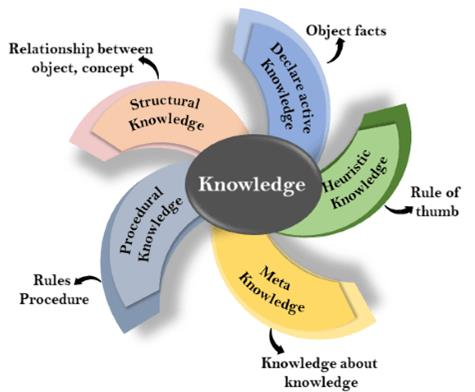 Object facts
Relationship between
object, concept
Declare active
Knowledge
Structural
Knowledge
Knowledge
Heuristic
Knowledge
Rule of
thumb
Procedural
Knowledge
Rules
Procedure
Meta
Knowledge
Knowledge about
knowledge